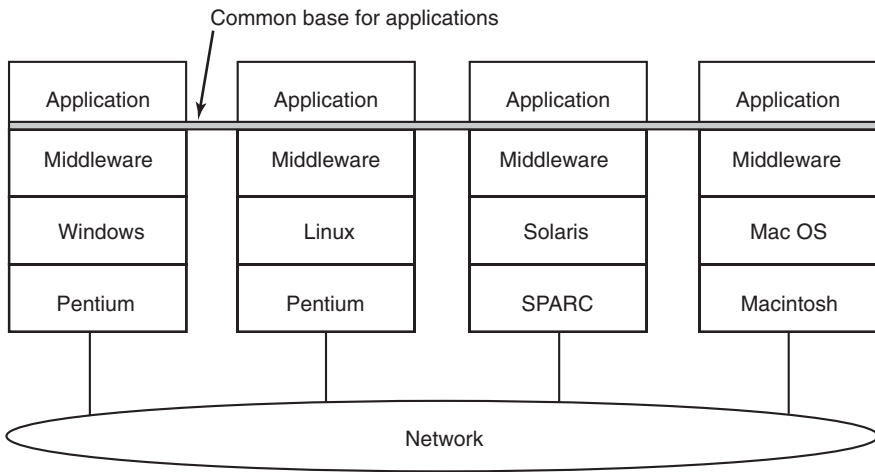 Common base for applications
Application Application Application Application
Middleware Middleware Middleware Middleware
Windows Linux Solaris Mac OS
Pentium Pentium SPARC Macintosh
Network